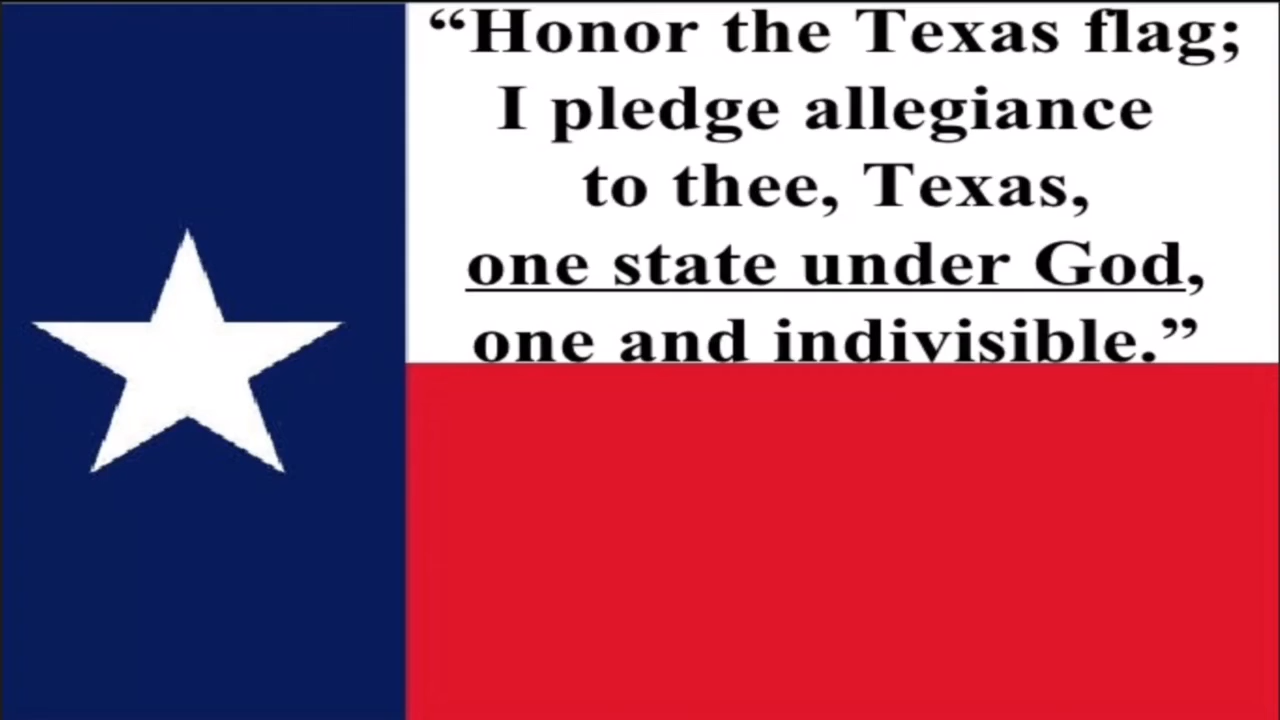 “Honor the Texas flag;
I pledge allegiance
to thee, Texas,
one state under God,
one and indivisible.”